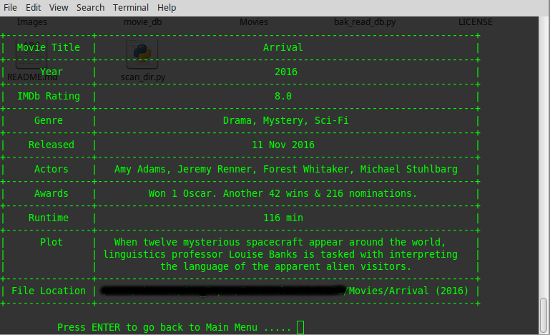 File Edit View Search Terminal Help
Images movie_db Movies bak_read_db.py LICENSE
Movie Title | Arrival
README.md scan_dir.py
Year | 2016
IMDb Rating | 8.0
Genre | Drama, Mystery, Sci-Fi
Released | 11 Nov 2016
Actors | Amy Adams, Jeremy Renner, Forest Whitaker, Michael Stuhlbarg
Awards | Won 1 Oscar. Another 42 wins & 216 nominations.
Runtime | 116 min
Plot | When twelve mysterious spacecraft appear around the world,
linguistics professor Louise Banks is tasked with interpreting
the language of the apparent alien visitors.
File Location | /Movies/Arrival (2016)
Press ENTER to go back to Main Menu .....